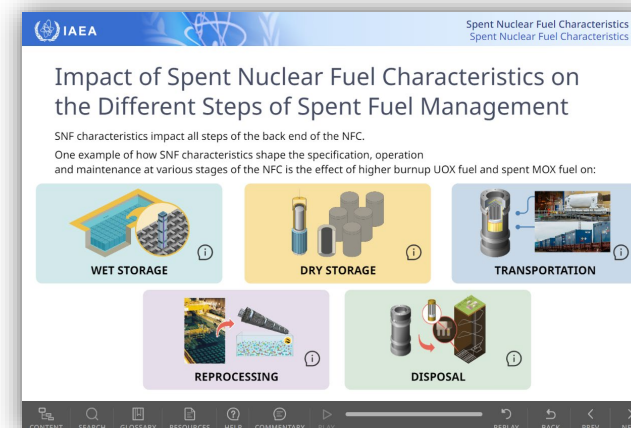 IAEA
Spent Nuclear Fuel Characteristics
Spent Nuclear Fuel Characteristics
Impact of Spent Nuclear Fuel Characteristics on
the Different Steps of Spent Fuel Management
SNF characteristics impact all steps of the back end of the NFC.
One example of how SNF characteristics shape the specification, operation
and maintenance at various stages of the NFC is the effect of higher burnup UOX fuel and spent MOX fuel on:
WET STORAGE
DRY STORAGE
TRANSPORTATION
REPROCESSING
DISPOSAL
CONTENT SEARCH GLOSSARY RESOURCES HELP COMMENTARY PLAY REPLAY BACK PREV